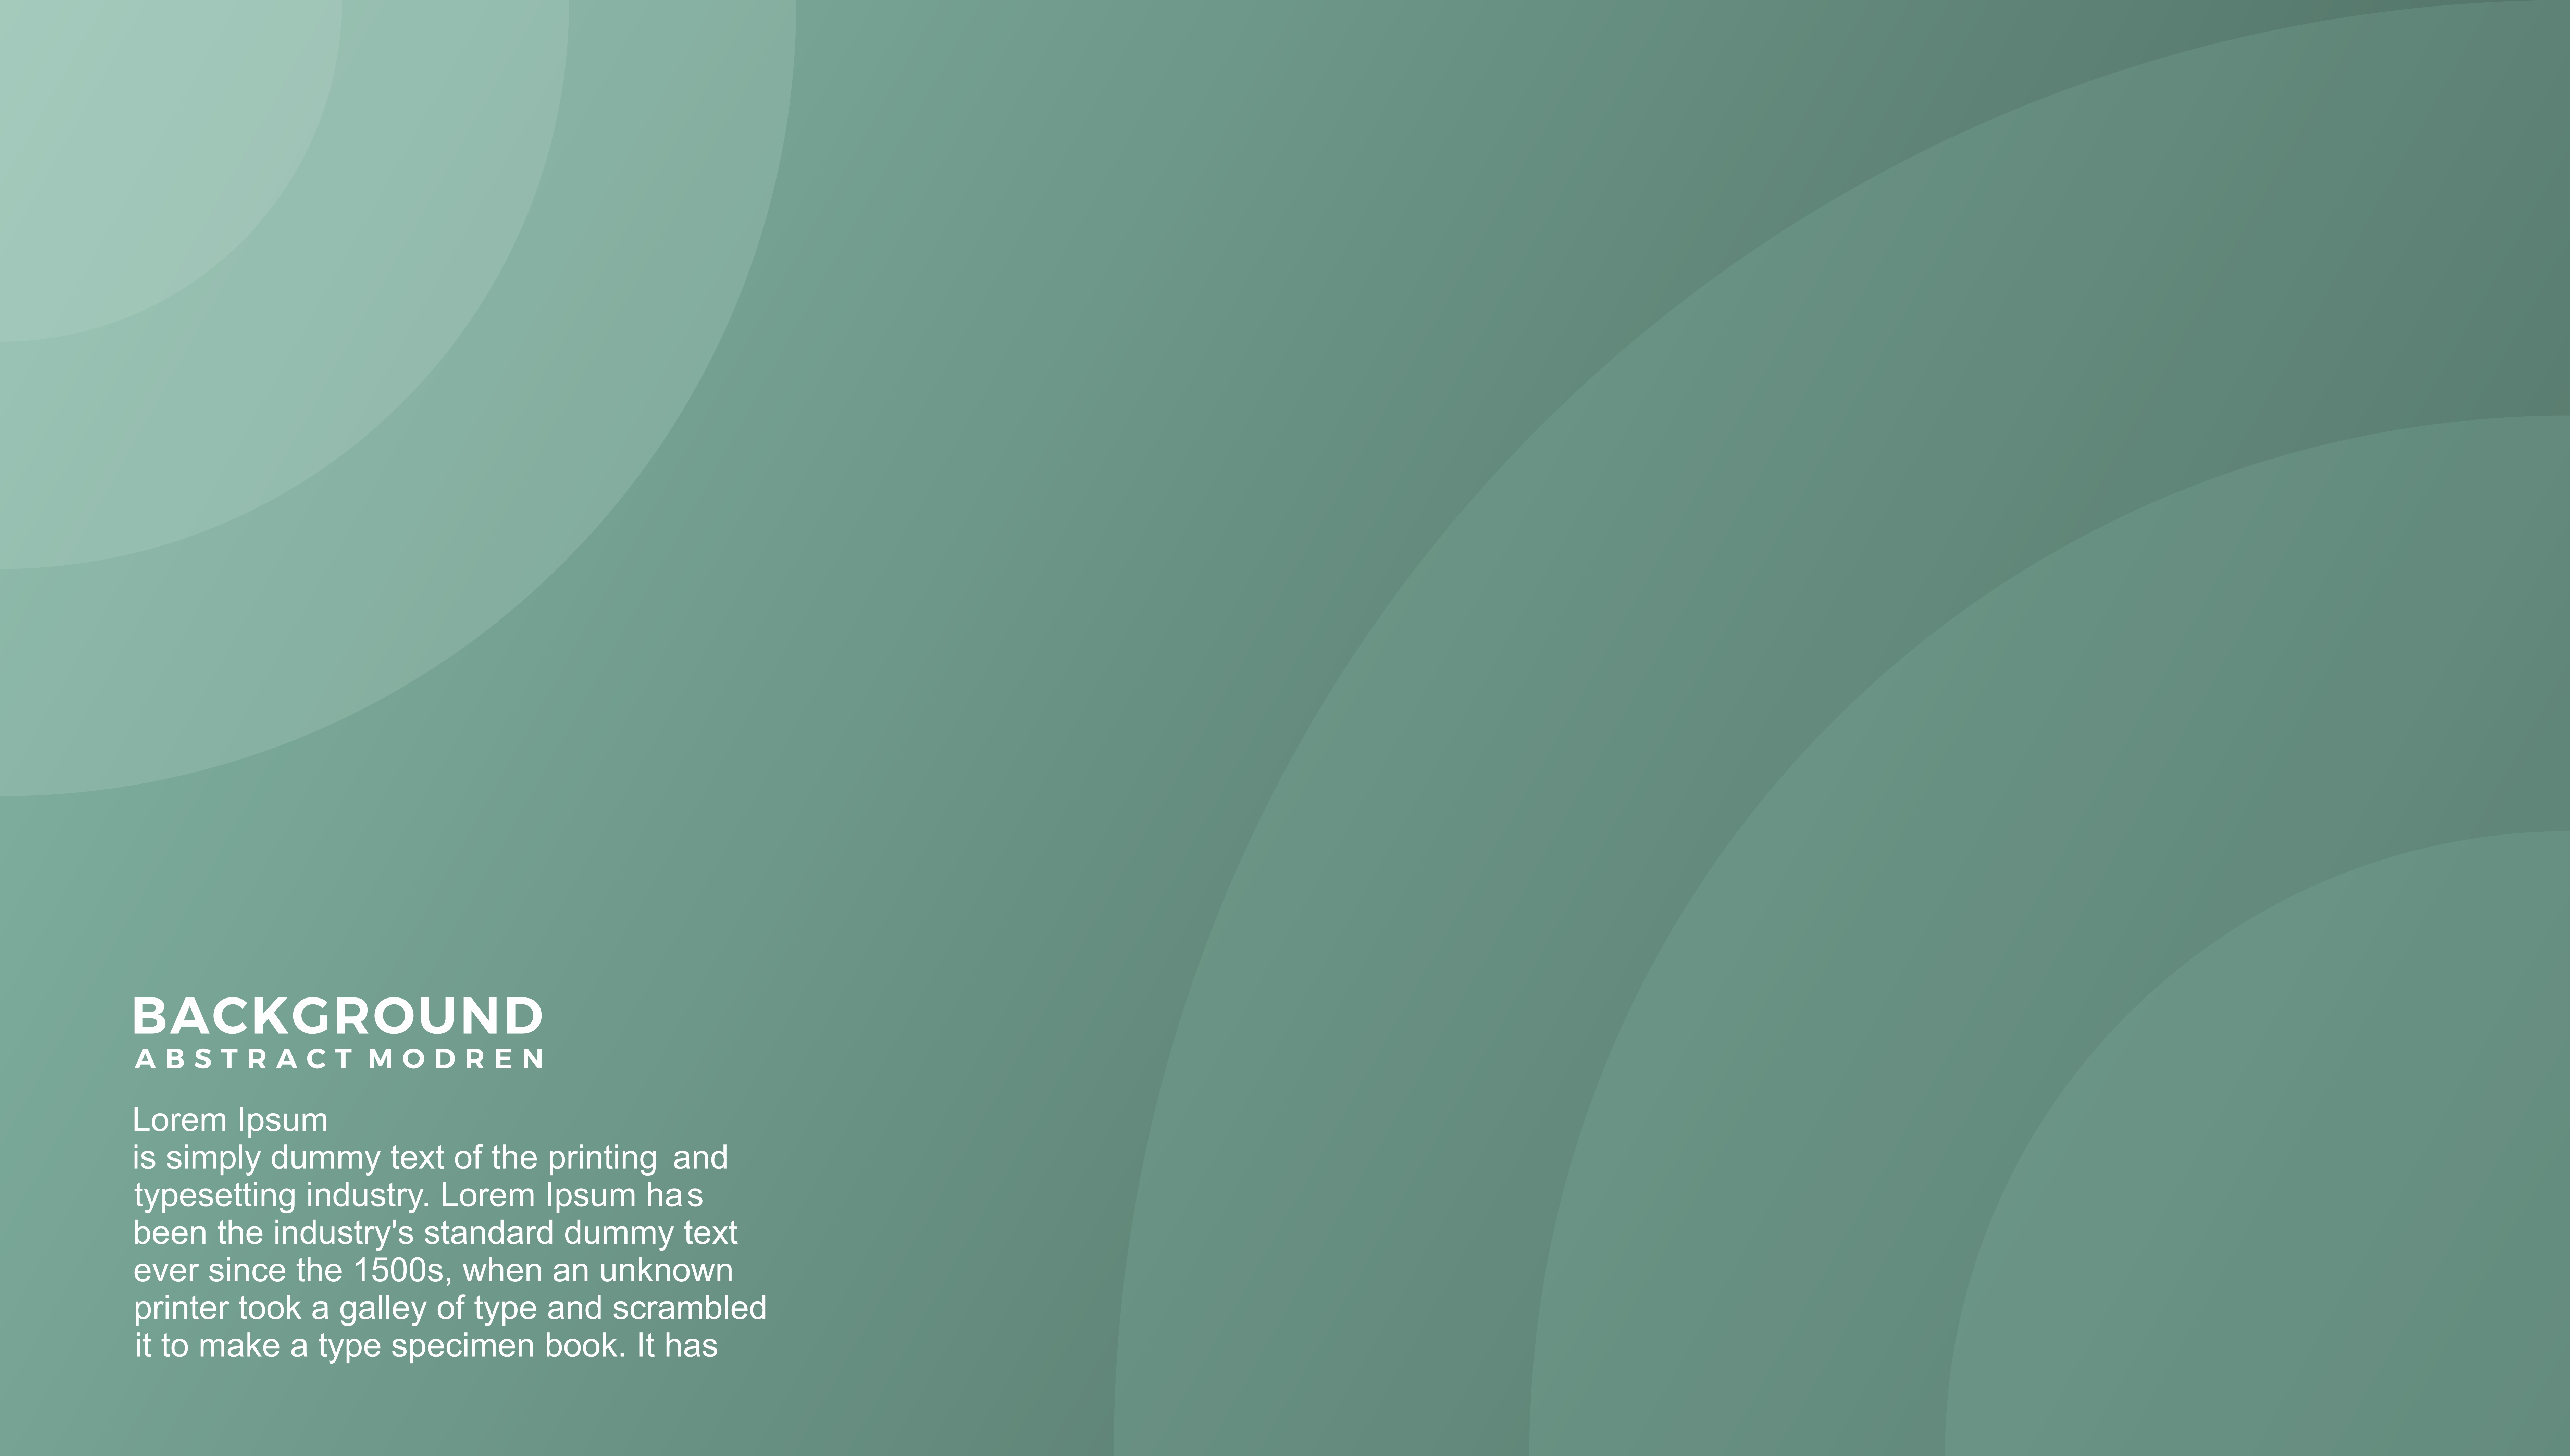 BACKGROUND
ABSTRACT MODREN
Lorem Ipsum
is simply dummy text of the printing and
typesetting industry. Lorem Ipsum has
been the industry's standard dummy text
ever since the 1500s, when an unknown
printer took a galley of type and scrambled
it to make a type specimen book. It has